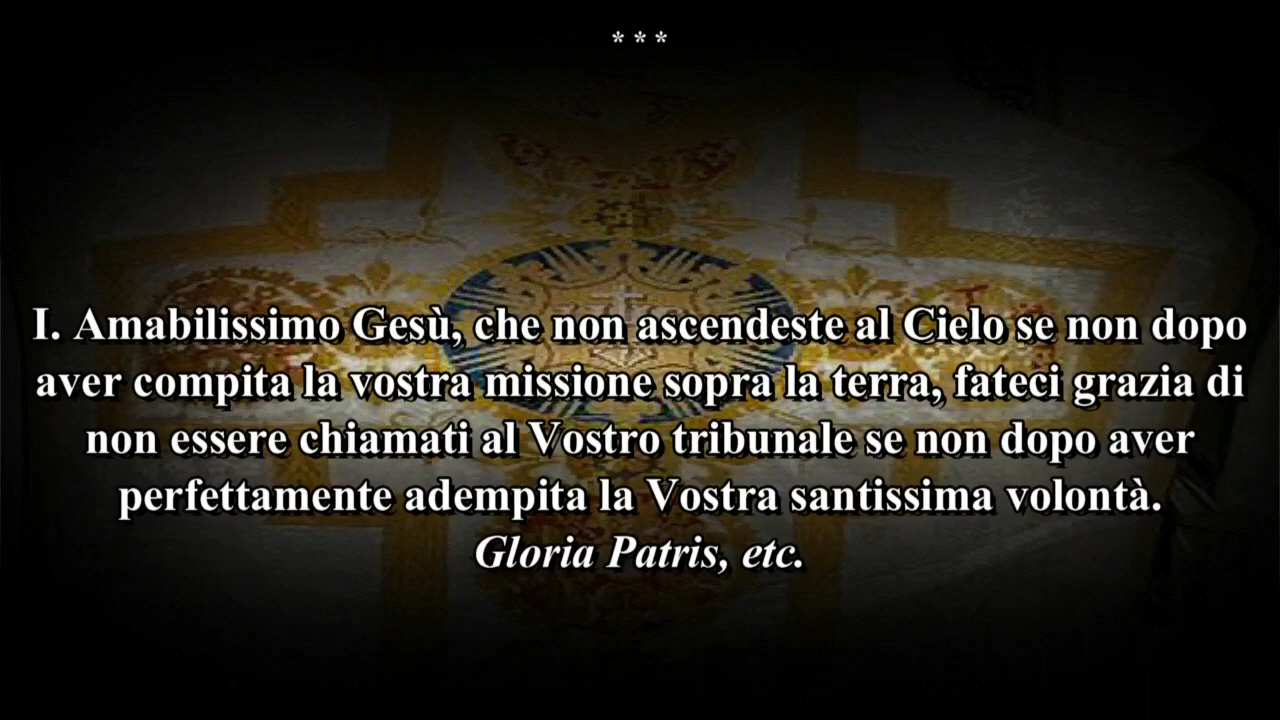 * * *
I. Amabilissimo Gesù, che non ascendeste al Cielo se non dopo
aver compita la vostra missione sopra la terra, fateci grazia di
non essere chiamati al Vostro tribunale se non dopo aver
perfettamente adempita la Vostra santissima volontà.
Gloria Patris, etc.